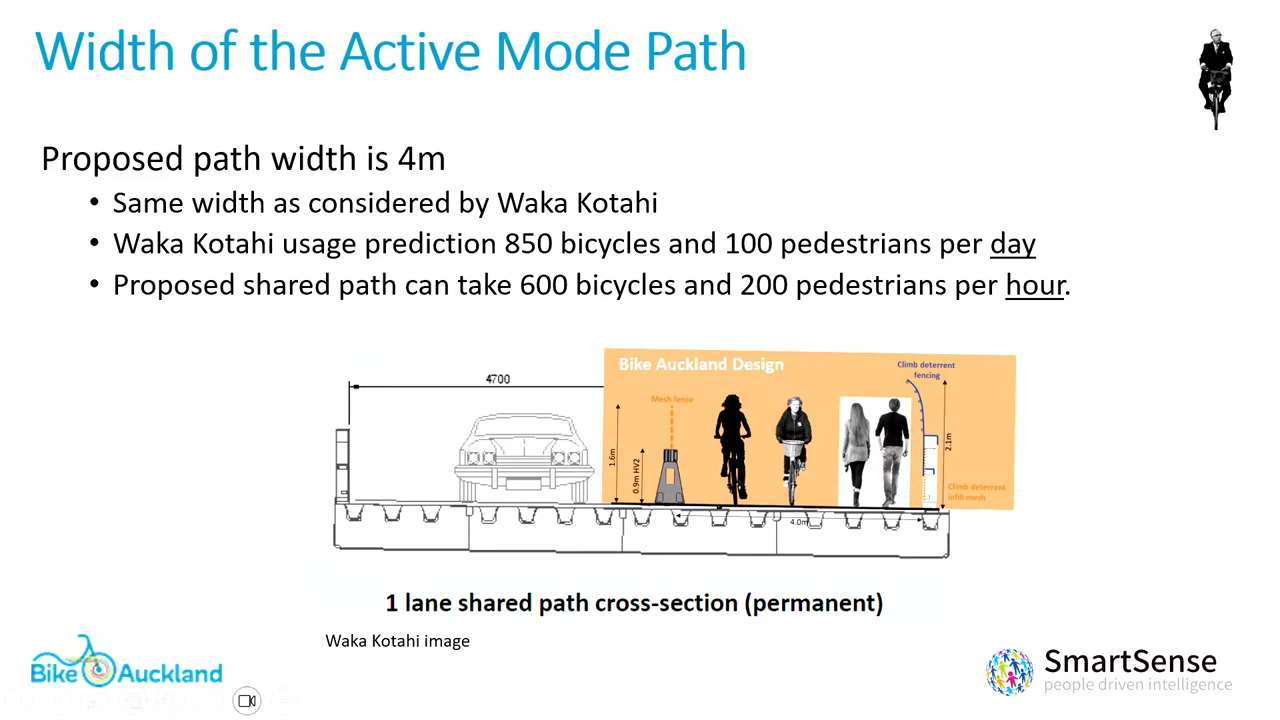 Width of the Active Mode Path
Proposed path width is 4m
• Same width as considered by Waka Kotahi
• Waka Kotahi usage prediction 850 bicycles and 100 pedestrians per day
• Proposed shared path can take 600 bicycles and 200 pedestrians per hour.
Bike Auckland Design
Climb deterrent
fencing
4700
Mesh fence
1.6m
0.9m HV2
2.1m
Climb deterrent
infill mesh
4.0m
1 lane shared path cross-section (permanent)
Waka Kotahi image
Bike Auckland
SmartSense
people driven intelligence